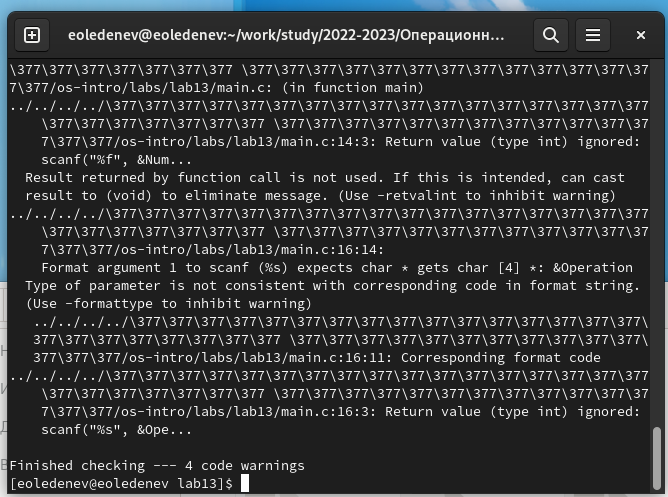 \377\377\377\377\377\377\377 \377\377\377\377\377\377\377\377\377\377\377\377\37
7\377/os-intro/labs/lab13/main.c: (in function main)
../../../../\377\377\377\377\377\377\377\377\377\377\377\377\377\377\377\377\377
\377\377\377\377\377\377\377 \377\377\377\377\377\377\377\377\377\377\377\37
7\377\377/os-intro/labs/lab13/main.c:14:3: Return value (type int) ignored:
scanf("%f", &Num...
Result returned by function call is not used. If this is intended, can cast
result to (void) to eliminate message. (Use -retvalint to inhibit warning)
../../../../\377\377\377\377\377\377\377\377\377\377\377\377\377\377\377\377\377
\377\377\377\377\377\377\377 \377\377\377\377\377\377\377\377\377\377\377\37
7\377\377/os-intro/labs/lab13/main.c:16:14:
Format argument 1 to scanf (%s) expects char * gets char [4] *: &Operation
Type of parameter is not consistent with corresponding code in format string.
(Use -formattype to inhibit warning)
../../../../\377\377\377\377\377\377\377\377\377\377\377\377\377\377\377\377\
377\377\377\377\377\377\377\377 \377\377\377\377\377\377\377\377\377\377\377\
377\377\377/os-intro/labs/lab13/main.c:16:11: Corresponding format code
../../../../\377\377\377\377\377\377\377\377\377\377\377\377\377\377\377\377\377
\377\377\377\377\377\377\377 \377\377\377\377\377\377\377\377\377\377\377\37
7\377\377/os-intro/labs/lab13/main.c:16:3: Return value (type int) ignored:
scanf("%s", &Ope...
Finished checking --- 4 code warnings
[eoledenev@eoledenev lab13]$
eoledenev@eoledenev:~/work/study/2022-2023/Операционн...